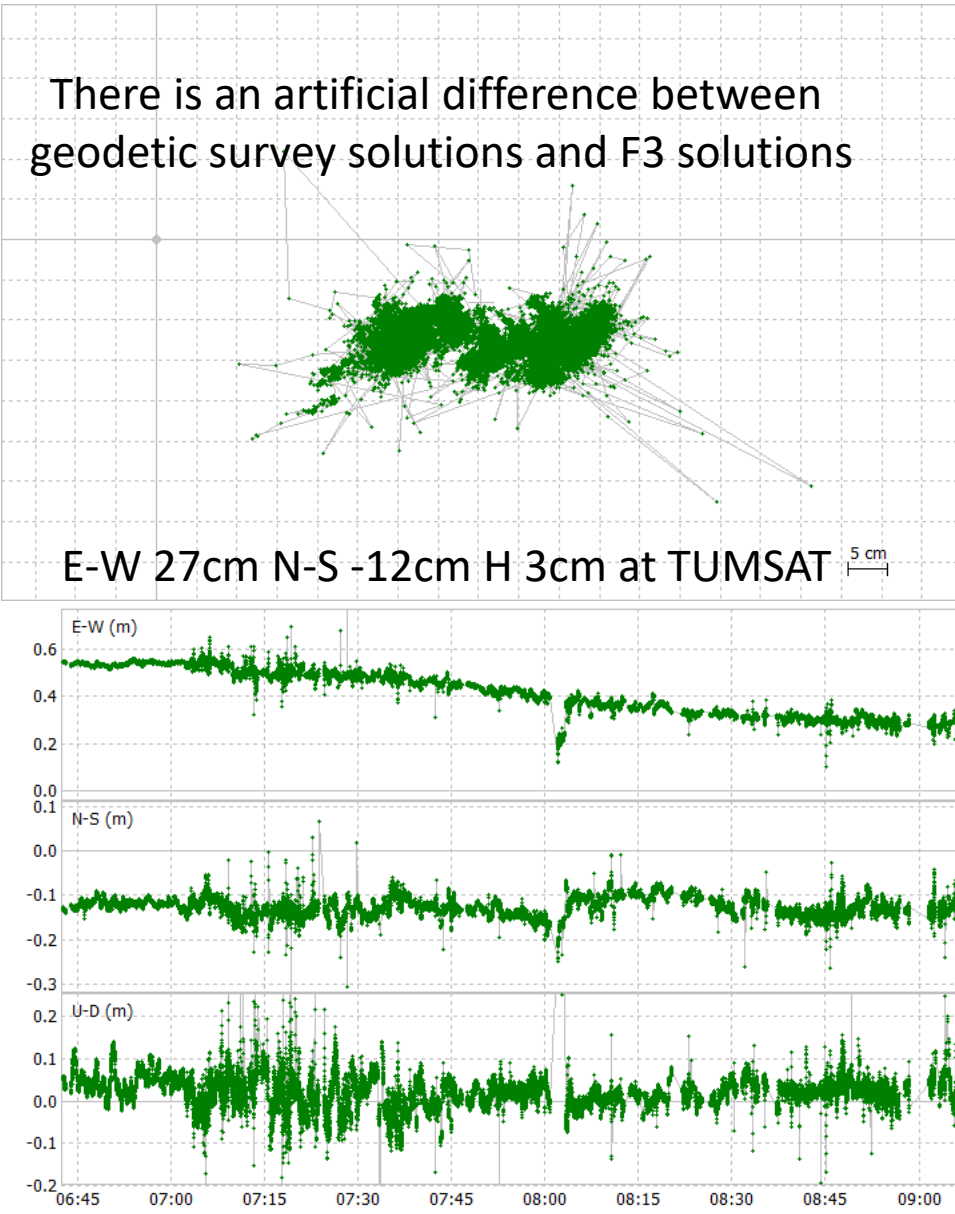 There is an artificial difference between
geodetic survey solutions and F3 solutions
E-W 27cm N-S -12cm H 3cm at TUMSAT
5 cm
E-W (m)
0.6
0.4
0.2
0.0
N-S (m)
0.1
0.0
-0.1
-0.2
-0.3
U-D (m)
0.2
0.1
0.0
-0.1
-0.2
06:45 07:00 07:15 07:30 07:45 08:00 08:15 08:30 08:45 09:00